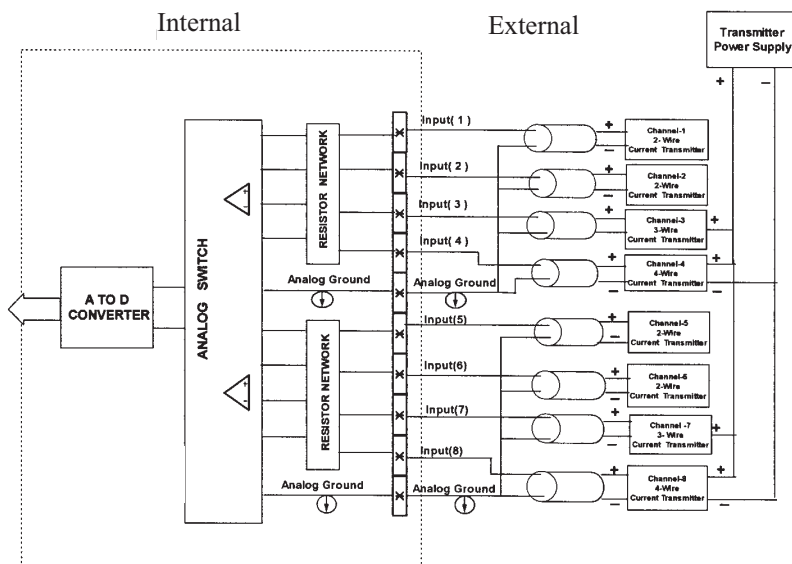 Internal
External
Transmitter
Power Supply
+
−
Input( 1 )
+
−
Channel-1
2- Wire
Current Transmitter
Input( 2 )
+
−
Channel-2
2-Wire
Current Transmitter
Input( 3 )
+
−
Channel-3
3-Wire
Current Transmitter
+
Input( 4 )
+
−
Channel-4
4-Wire
Current Transmitter
+
−
RESISTOR NETWORK
Analog Ground
Analog Ground
A TO D
CONVERTER
ANALOG SWITCH
Input(5)
+
−
Channel-5
2-Wire
Current Transmitter
Input(6)
+
−
Channel-6
2-Wire
Current Transmitter
Input(7)
+
−
Channel -7
3- Wire
Current Transmitter
+
Input(8)
+
−
Channel-8
4-Wire
Current Transmitter
+
−
RESISTOR NETWORK
Analog Ground
Analog Ground